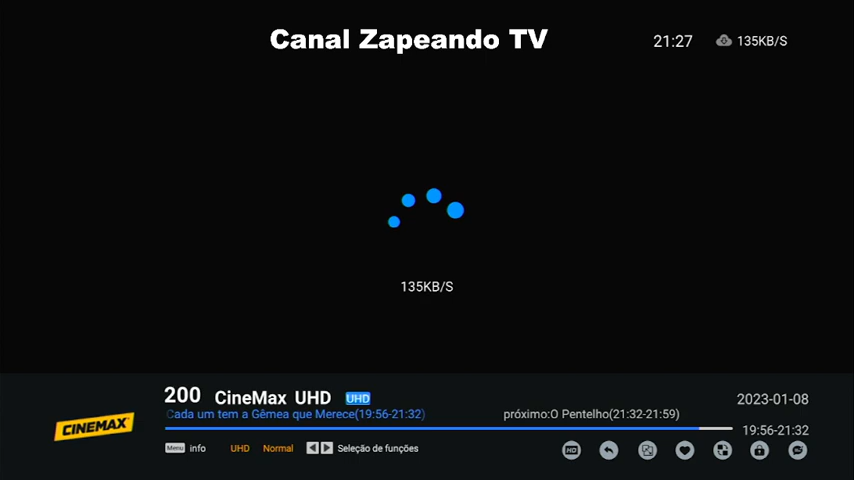 Canal Zapeando TV
21:27
135KB/S
135KB/S
200 CineMax UHD UHD
2023-01-08
Cada um tem a Gêmea que Merece(19:56-21:32)
próximo:O Pentelho(21:32-21:59)
CINEMAX
19:56-21:32
Menu info UHD Normal Seleção de funções
HD